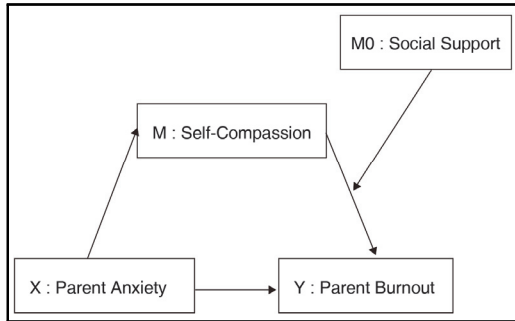 M0 : Social Support
M : Self-Compassion
X : Parent Anxiety
Y : Parent Burnout